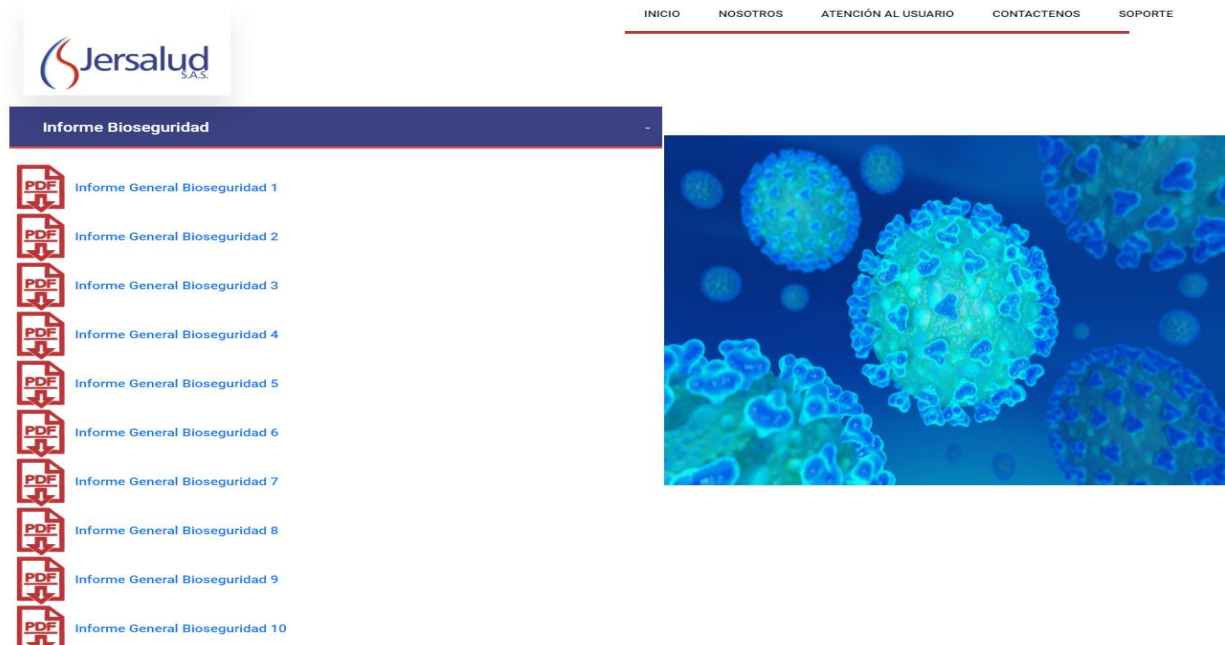 INICIO NOSOTROS ATENCIÓN AL USUARIO CONTACTENOS SOPORTE
Jersalud
S.A.S.
Informe Bioseguridad -
PDF Informe General Bioseguridad 1
PDF Informe General Bioseguridad 2
PDF Informe General Bioseguridad 3
PDF Informe General Bioseguridad 4
PDF Informe General Bioseguridad 5
PDF Informe General Bioseguridad 6
PDF Informe General Bioseguridad 7
PDF Informe General Bioseguridad 8
PDF Informe General Bioseguridad 9
PDF Informe General Bioseguridad 10